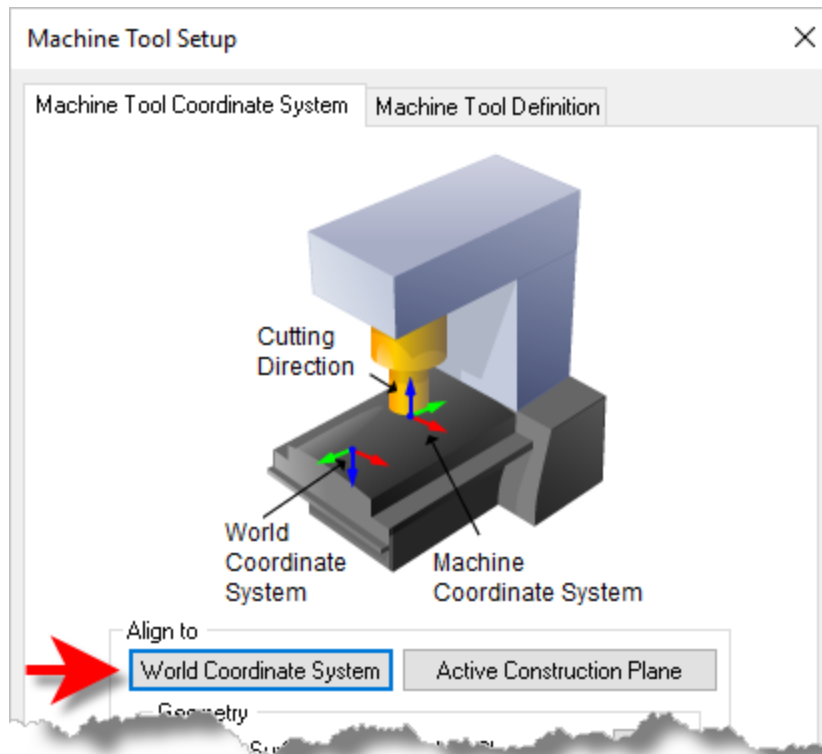 Machine Tool Setup
Machine Tool Coordinate System
Machine Tool Definition
Cutting
Direction
World
Coordinate
System
Machine
Coordinate System
Align to
World Coordinate System
Active Construction Plane
Geometry